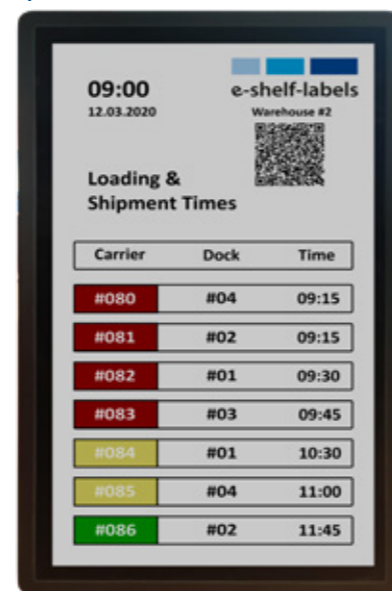 09:00
e-shelf-labels
12.03.2020
Warehouse #2
Loading &
Shipment Times
Carrier Dock Time
#080 #04 09:15
#081 #02 09:15
#082 #01 09:30
#083 #03 09:45
#084 #01 10:30
#085 #04 11:00
#086 #02 11:45